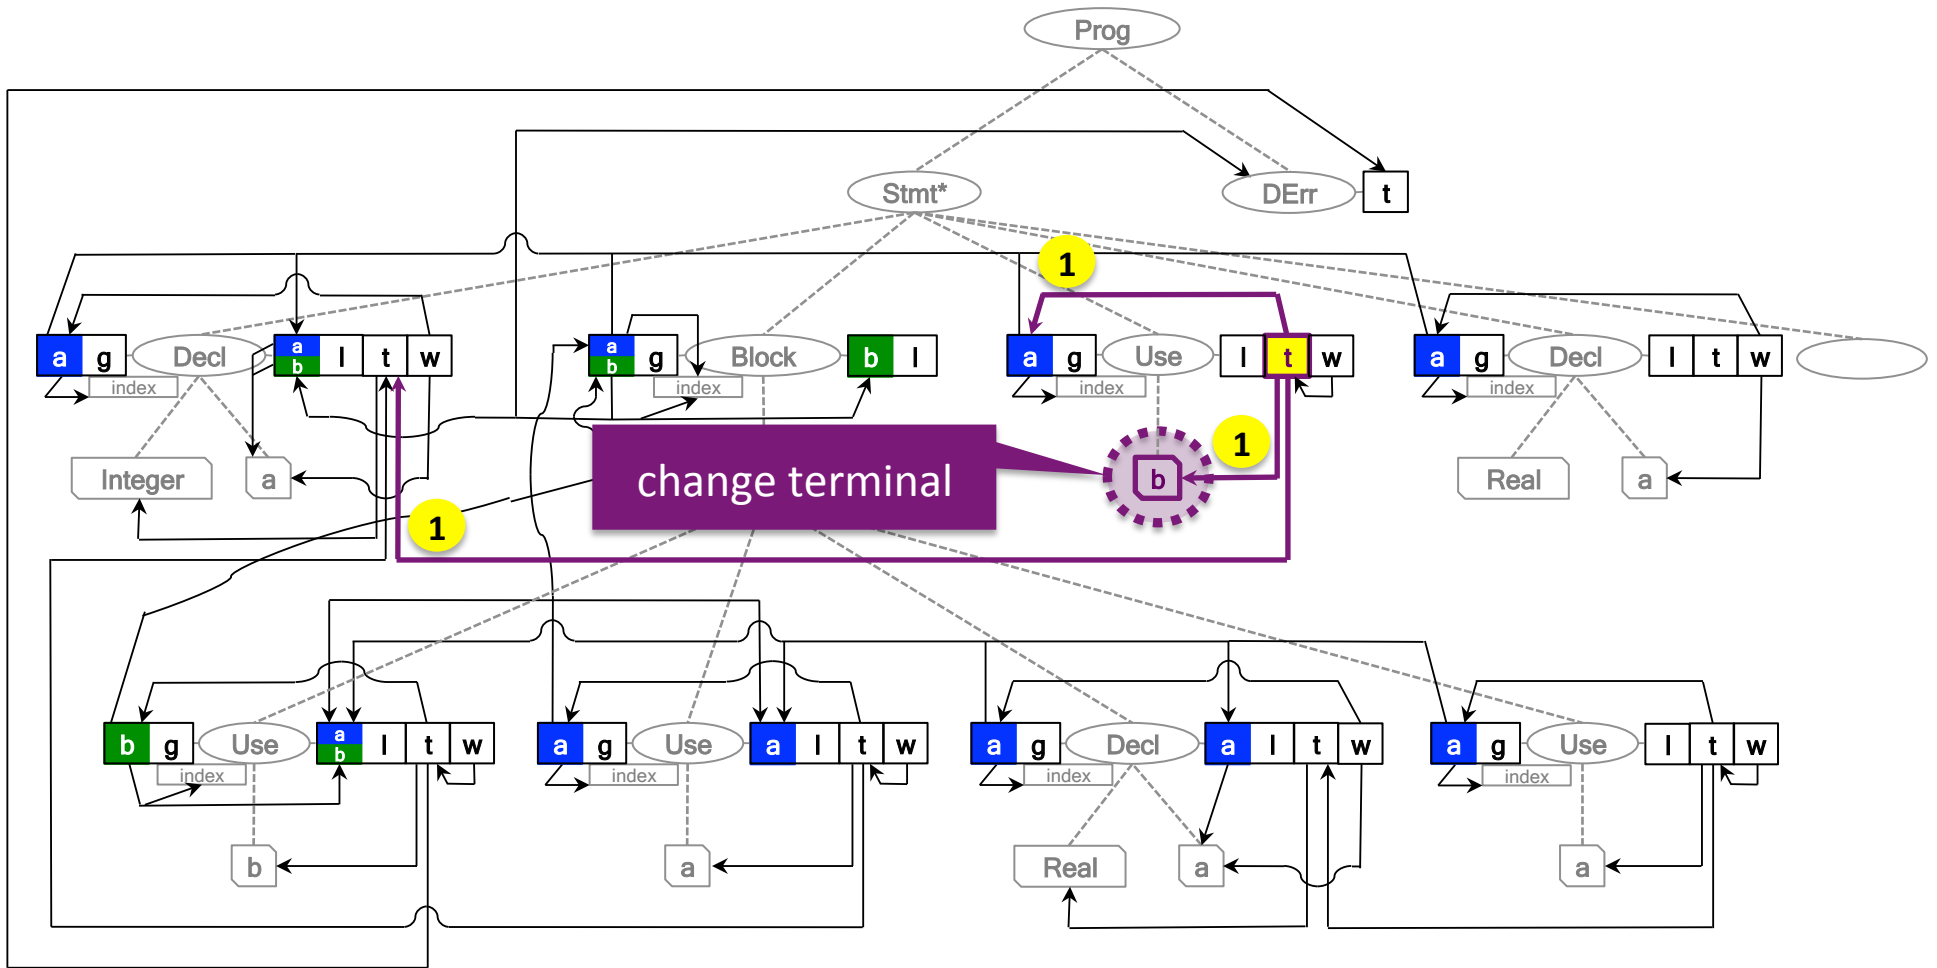 Prog
Stmt*
DErr
t
1
a g
Decl
a b l t w
index
a b g
Block
b l
index
a g
Use
l t w
index
a g
Decl
l t w
index
Integer
a
change terminal
b
1
Real
a
1
b g
Use
a b l t w
index
a g
Use
a l t w
index
a g
Decl
a l t w
index
a g
Use
l t w
index
b
a
Real
a
a